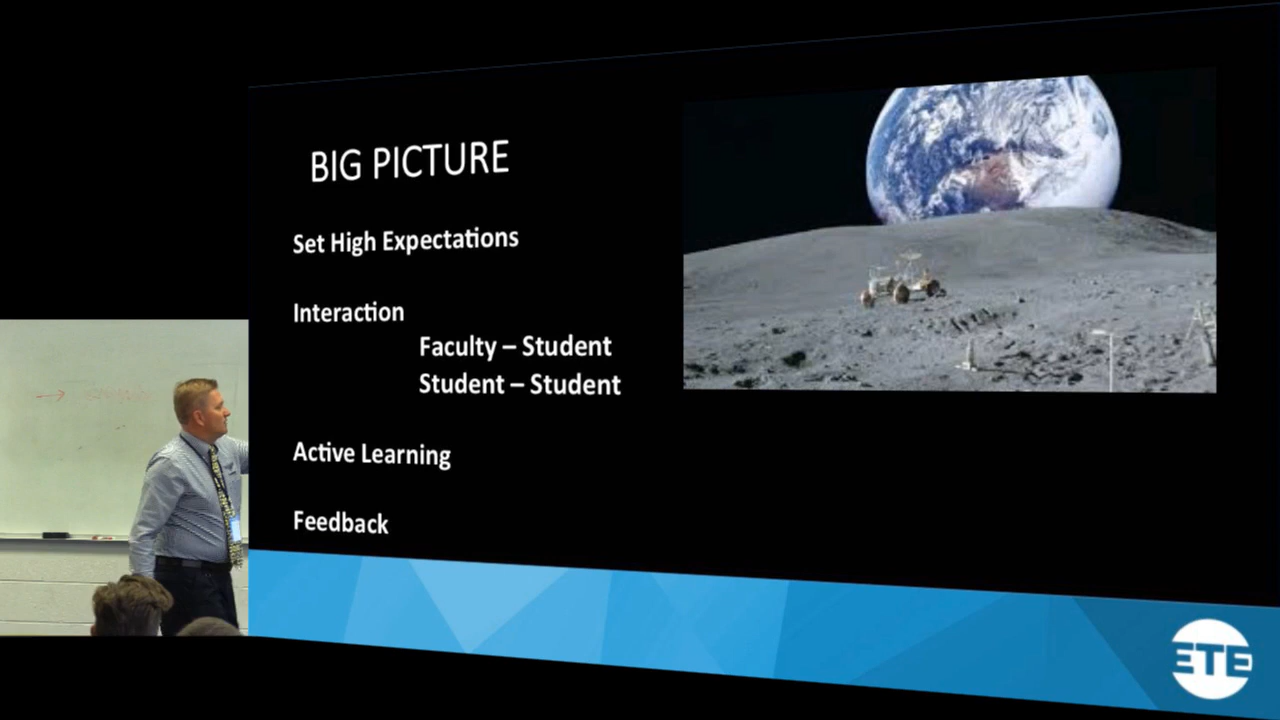 BIG PICTURE
Set High Expectations
Interaction
Faculty – Student
Student – Student
Active Learning
Feedback
ETE